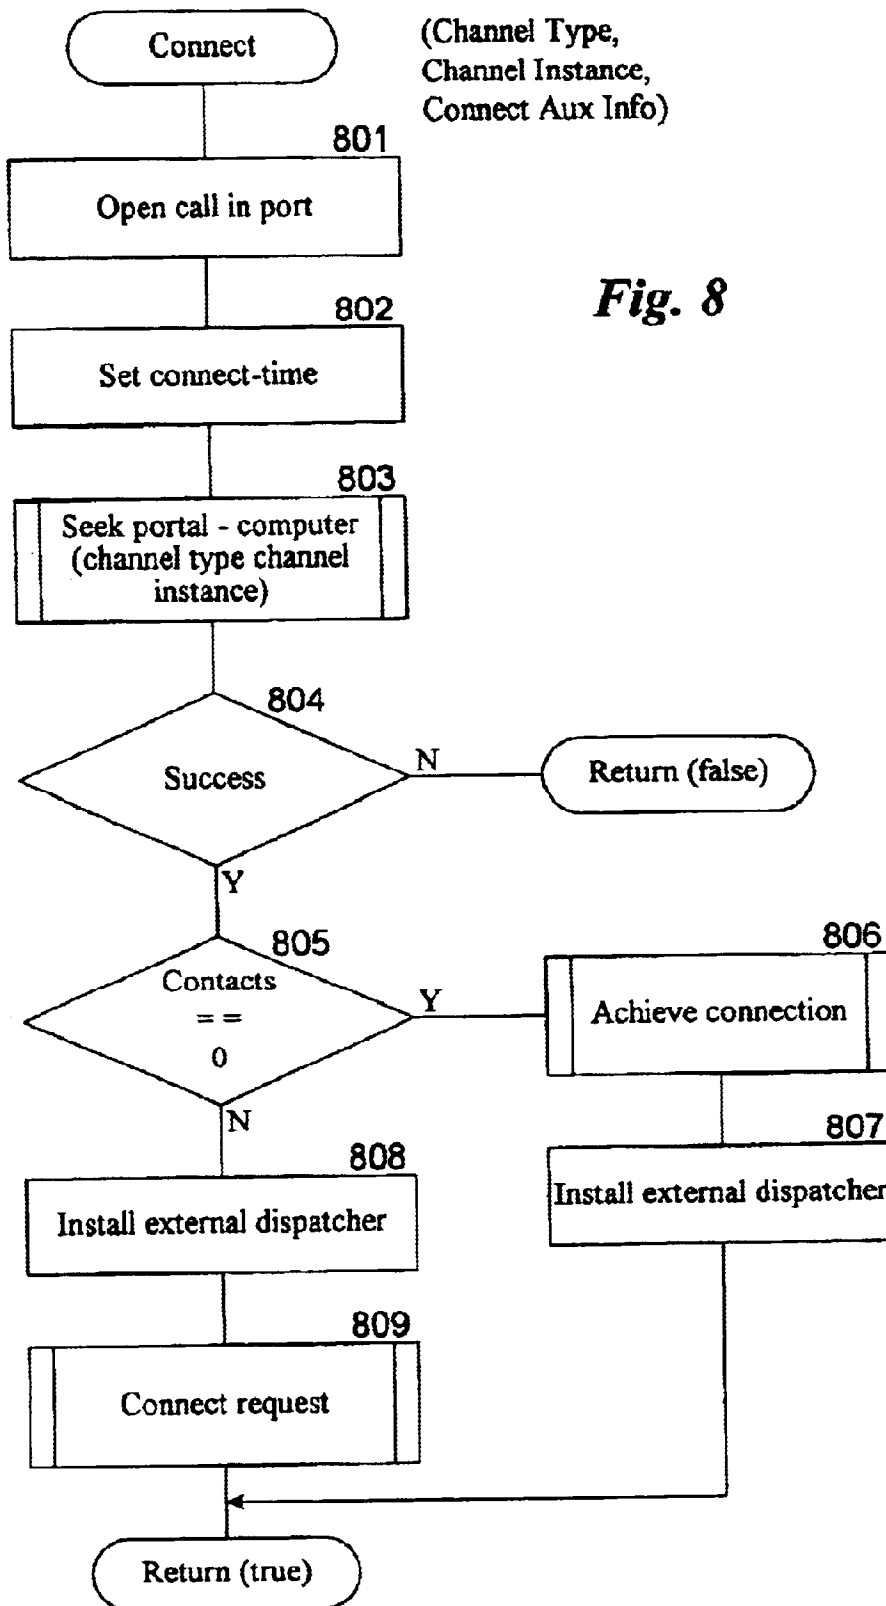 Connect
(Channel Type,
Channel Instance,
Connect Aux Info)
801
Open call in port
Fig. 8
802
Set connect-time
803
Seek portal - computer
(channel type channel
instance)
804
Success
N
Return (false)
Y
805
Contacts
= =
0
Y
806
Achieve connection
N
807
Install external dispatcher
808
Install external dispatcher
809
Connect request
Return (true)